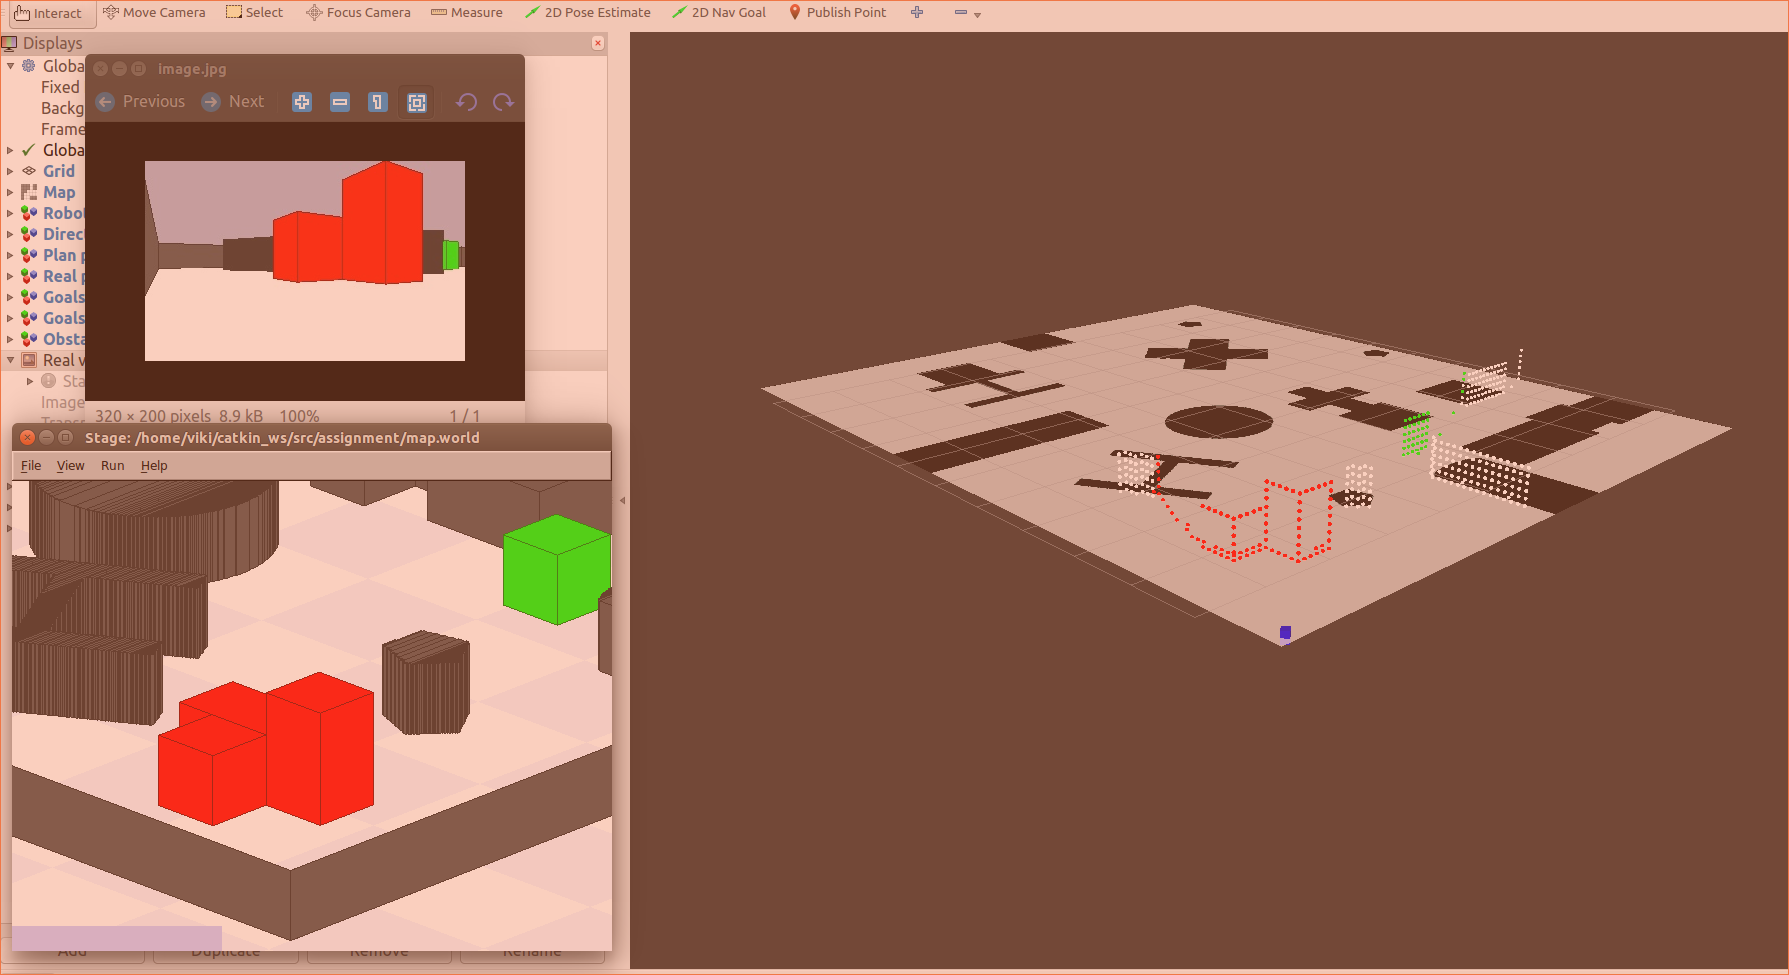 Interact Move Camera Select Focus Camera Measure 2D Pose Estimate 2D Nav Goal Publish Point
Displays
Globa
Fixed
Backg
Frame
Globa
Grid
Map
Robo
Direc
Plan p
Real p
Goals
Goals
Obsta
Real v
Sta
Image
image.jpg
Previous Next
320 × 200 pixels 8.9 kB 100% 1 / 1
Stage: /home/viki/catkin_ws/src/assignment/map.world
File View Run Help
Add Duplicate Remove Rename